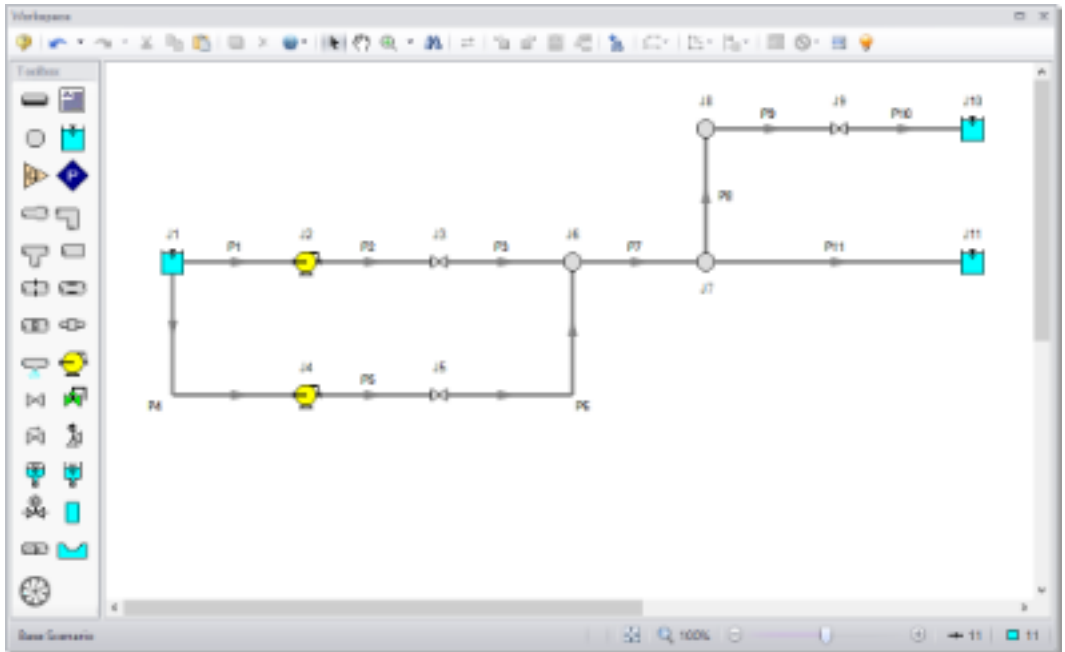 Workspace
Toolbox
J8 J9 J10
P9 P10
P8
J1 J2 J3 J6 J11
P1 P2 P3 P7 P11
J7
J4 J5
P5
P4 P6
Base Scenario 100% 11 11